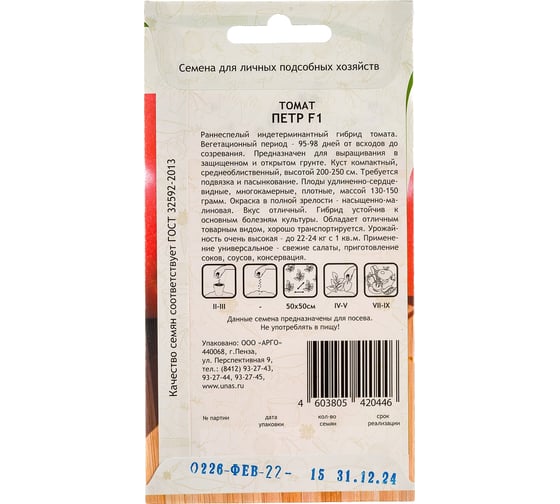 Семена для личных подсобных хозяйств
ТОМАТ
ПЕТР F1
Раннеспелый индетерминантный гибрид томата.
Вегетационный период - 95-98 дней от всходов до
созревания. Предназначен для выращивания в
защищенном и открытом грунте. Куст компактный,
среднеоблиственный, высотой 200-250 см. Требуется
подвязка и пасынкование. Плоды удлиненно-сердце-
видные, многокамерные, плотные, массой 130-150
граммов. Окраска в полной зрелости - насыщенно-ма-
линовая. Вкус отличный. Гибрид устойчив к
основным болезням культуры. Обладает отличным
товарным видом, хорошо транспортируется. Урожай-
ность очень высокая - до 22-24 кг с 1 кв.м. Примене-
ние универсальное - свежие салаты, приготовление
соков, соусов, консервация.
II-III - 50х50см IV-V VII-IX
Данные семена предназначены для посева.
Не употреблять в пищу!
Упаковано: ООО «АРГО»
440068, г.Пенза,
ул. Перспективная 9,
тел.: (8412) 93-27-43,
93-27-44, 93-27-45,
www.unas.ru
4 603805 420446
№ партии дата упаковки кол-во семян срок реализации
0226-ФЕВ-22- 15 31.12.24
Качество семян соответствует ГОСТ 32592-2013